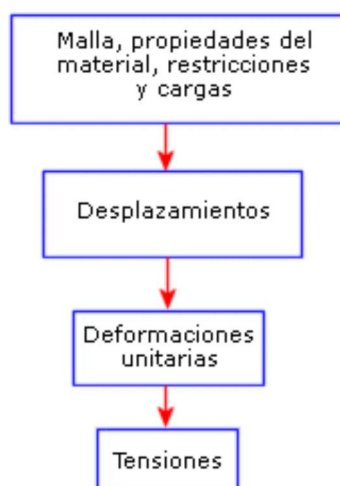 Malla, propiedades del
material, restricciones
y cargas
Desplazamientos
Deformaciones
unitarias
Tensiones